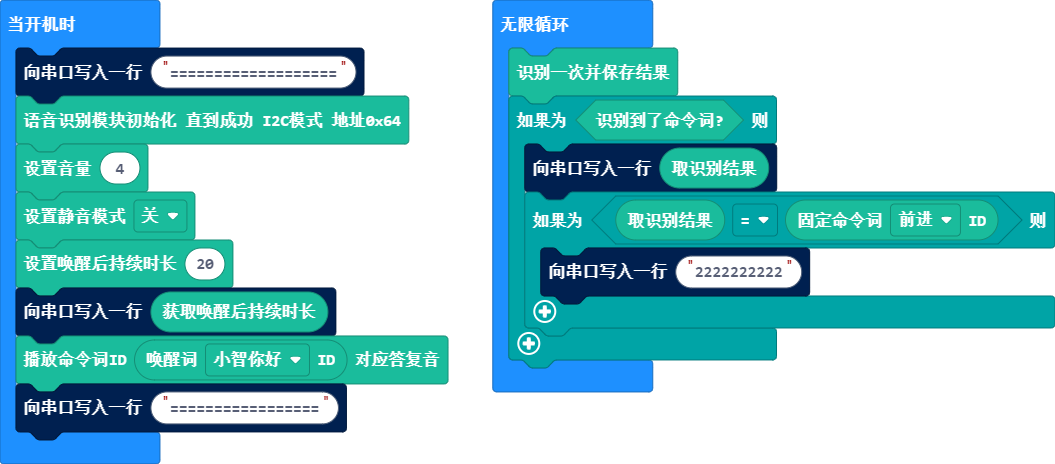 当开机时
向串口写入一行 "==================="
语音识别模块初始化 直到成功 I2C模式 地址0x64
设置音量 4
设置静音模式 关
设置唤醒后持续时长 20
向串口写入一行 获取唤醒后持续时长
播放命令词ID 唤醒词 小智你好 ID 对应答复音
向串口写入一行 "================="
无限循环
识别一次并保存结果
如果为 识别到了命令词? 则
向串口写入一行 取识别结果
如果为 取识别结果 = 固定命令词 前进 ID 则
向串口写入一行 "2222222222"